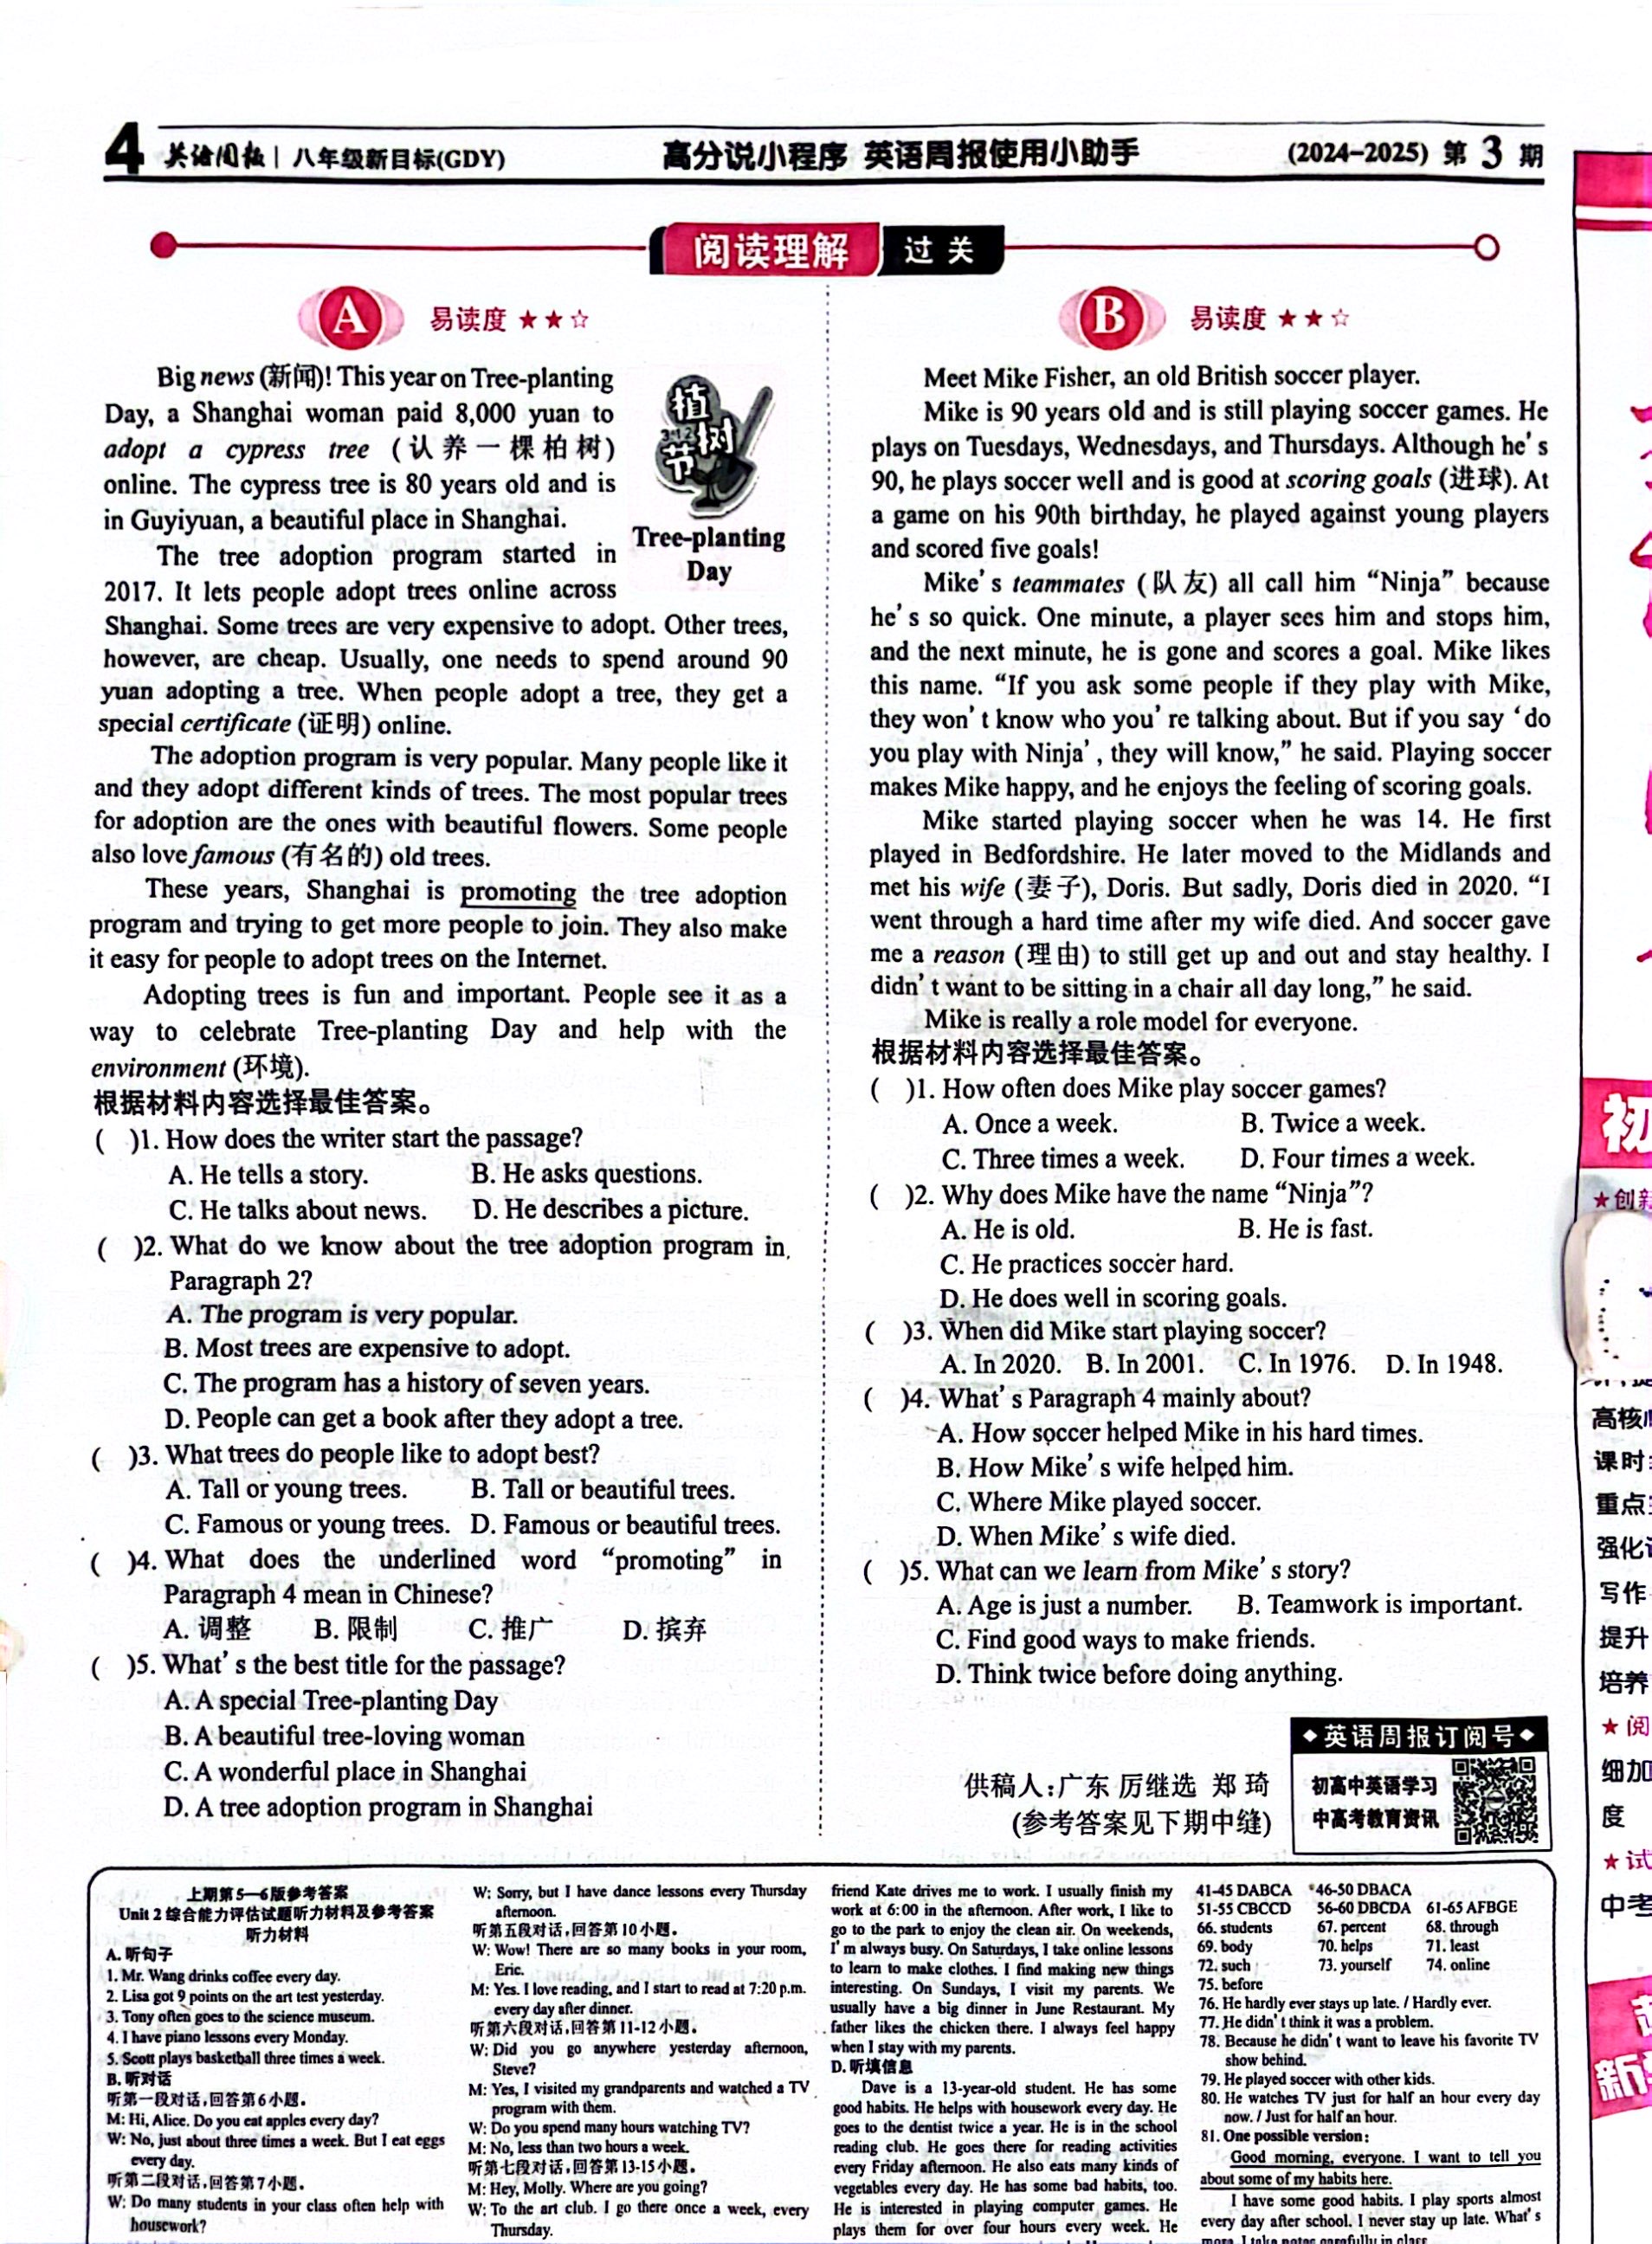 4 英语周报 | 八年级新目标(GDY) 高分说小程序 英语周报使用小助手 (2024-2025) 第 3 期
阅读理解 过关
A 易读度 ★★☆
Big news (新闻)! This year on Tree-planting
Day, a Shanghai woman paid 8,000 yuan to
adopt a cypress tree (认养一棵柏树)
online. The cypress tree is 80 years old and is
in Guyiyuan, a beautiful place in Shanghai.
植树节
3·12
Tree-planting
Day
The tree adoption program started in
2017. It lets people adopt trees online across
Shanghai. Some trees are very expensive to adopt. Other trees,
however, are cheap. Usually, one needs to spend around 90
yuan adopting a tree. When people adopt a tree, they get a
special certificate (证明) online.
The adoption program is very popular. Many people like it
and they adopt different kinds of trees. The most popular trees
for adoption are the ones with beautiful flowers. Some people
also love famous (有名的) old trees.
These years, Shanghai is promoting the tree adoption
program and trying to get more people to join. They also make
it easy for people to adopt trees on the Internet.
Adopting trees is fun and important. People see it as a
way to celebrate Tree-planting Day and help with the
environment (环境).
根据材料内容选择最佳答案。
( )1. How does the writer start the passage?
A. He tells a story. B. He asks questions.
C. He talks about news. D. He describes a picture.
( )2. What do we know about the tree adoption program in
Paragraph 2?
A. The program is very popular.
B. Most trees are expensive to adopt.
C. The program has a history of seven years.
D. People can get a book after they adopt a tree.
( )3. What trees do people like to adopt best?
A. Tall or young trees. B. Tall or beautiful trees.
C. Famous or young trees. D. Famous or beautiful trees.
( )4. What does the underlined word “promoting” in
Paragraph 4 mean in Chinese?
A. 调整 B. 限制 C. 推广 D. 摈弃
( )5. What's the best title for the passage?
A. A special Tree-planting Day
B. A beautiful tree-loving woman
C. A wonderful place in Shanghai
D. A tree adoption program in Shanghai
B 易读度 ★★☆
Meet Mike Fisher, an old British soccer player.
Mike is 90 years old and is still playing soccer games. He
plays on Tuesdays, Wednesdays, and Thursdays. Although he's
90, he plays soccer well and is good at scoring goals (进球). At
a game on his 90th birthday, he played against young players
and scored five goals!
Mike's teammates (队友) all call him “Ninja” because
he's so quick. One minute, a player sees him and stops him,
and the next minute, he is gone and scores a goal. Mike likes
this name. “If you ask some people if they play with Mike,
they won't know who you're talking about. But if you say ‘do
you play with Ninja’, they will know,” he said. Playing soccer
makes Mike happy, and he enjoys the feeling of scoring goals.
Mike started playing soccer when he was 14. He first
played in Bedfordshire. He later moved to the Midlands and
met his wife (妻子), Doris. But sadly, Doris died in 2020. “I
went through a hard time after my wife died. And soccer gave
me a reason (理由) to still get up and out and stay healthy. I
didn't want to be sitting in a chair all day long,” he said.
Mike is really a role model for everyone.
根据材料内容选择最佳答案。
( )1. How often does Mike play soccer games?
A. Once a week. B. Twice a week.
C. Three times a week. D. Four times a week.
( )2. Why does Mike have the name “Ninja”?
A. He is old. B. He is fast.
C. He practices soccer hard.
D. He does well in scoring goals.
( )3. When did Mike start playing soccer?
A. In 2020. B. In 2001. C. In 1976. D. In 1948.
( )4. What's Paragraph 4 mainly about?
A. How soccer helped Mike in his hard times.
B. How Mike's wife helped him.
C. Where Mike played soccer.
D. When Mike's wife died.
( )5. What can we learn from Mike's story?
A. Age is just a number. B. Teamwork is important.
C. Find good ways to make friends.
D. Think twice before doing anything.
供稿人:广东 厉继选 郑琦
(参考答案见下期中缝)
◆英语周报订阅号◆
初高中英语学习
中高考教育资讯
上期第5—6版参考答案
Unit 2 综合能力评估试题听力材料及参考答案
听力材料
A. 听句子
1. Mr. Wang drinks coffee every day.
2. Lisa got 9 points on the art test yesterday.
3. Tony often goes to the science museum.
4. I have piano lessons every Monday.
5. Scott plays basketball three times a week.
B. 听对话
听第一段对话,回答第6小题。
M: Hi, Alice. Do you eat apples every day?
W: No, just about three times a week. But I eat eggs
every day.
听第二段对话,回答第7小题。
W: Do many students in your class often help with
housework?
W: Sorry, but I have dance lessons every Thursday
afternoon.
听第五段对话,回答第10小题。
W: Wow! There are so many books in your room,
Eric.
M: Yes. I love reading, and I start to read at 7:20 p.m.
every day after dinner.
听第六段对话,回答第11-12小题。
W: Did you go anywhere yesterday afternoon,
Steve?
M: Yes, I visited my grandparents and watched a TV
program with them.
W: Do you spend many hours watching TV?
M: No, less than two hours a week.
听第七段对话,回答第13-15小题。
M: Hey, Molly. Where are you going?
W: To the art club. I go there once a week, every
Thursday.
friend Kate drives me to work. I usually finish my
work at 6:00 in the afternoon. After work, I like to
go to the park to enjoy the clean air. On weekends,
I'm always busy. On Saturdays, I take online lessons
to learn to make clothes. I find making new things
interesting. On Sundays, I visit my parents. We
usually have a big dinner in June Restaurant. My
father likes the chicken there. I always feel happy
when I stay with my parents.
D. 听填信息
Dave is a 13-year-old student. He has some
good habits. He helps with housework every day. He
goes to the dentist twice a year. He is in the school
reading club. He goes there for reading activities
every Friday afternoon. He also eats many kinds of
vegetables every day. He has some bad habits, too.
He is interested in playing computer games. He
plays them for over four hours every week. He
41-45 DABCA 46-50 DBACA
51-55 CBCCD 56-60 DBCDA 61-65 AFBGE
66. students 67. percent 68. through
69. body 70. helps 71. least
72. such 73. yourself 74. online
75. before
76. He hardly ever stays up late. / Hardly ever.
77. He didn't think it was a problem.
78. Because he didn't want to leave his favorite TV
show behind.
79. He played soccer with other kids.
80. He watches TV just for half an hour every day
now. / Just for half an hour.
81. One possible version:
Good morning, everyone. I want to tell you
about some of my habits here.
I have some good habits. I play sports almost
every day after school. I never stay up late. What's
more, I take notes carefully in class.
初
★创新
高核心
课时
重点
强化
写作
提升
培养
★阅
细加
度
★试
中考
新